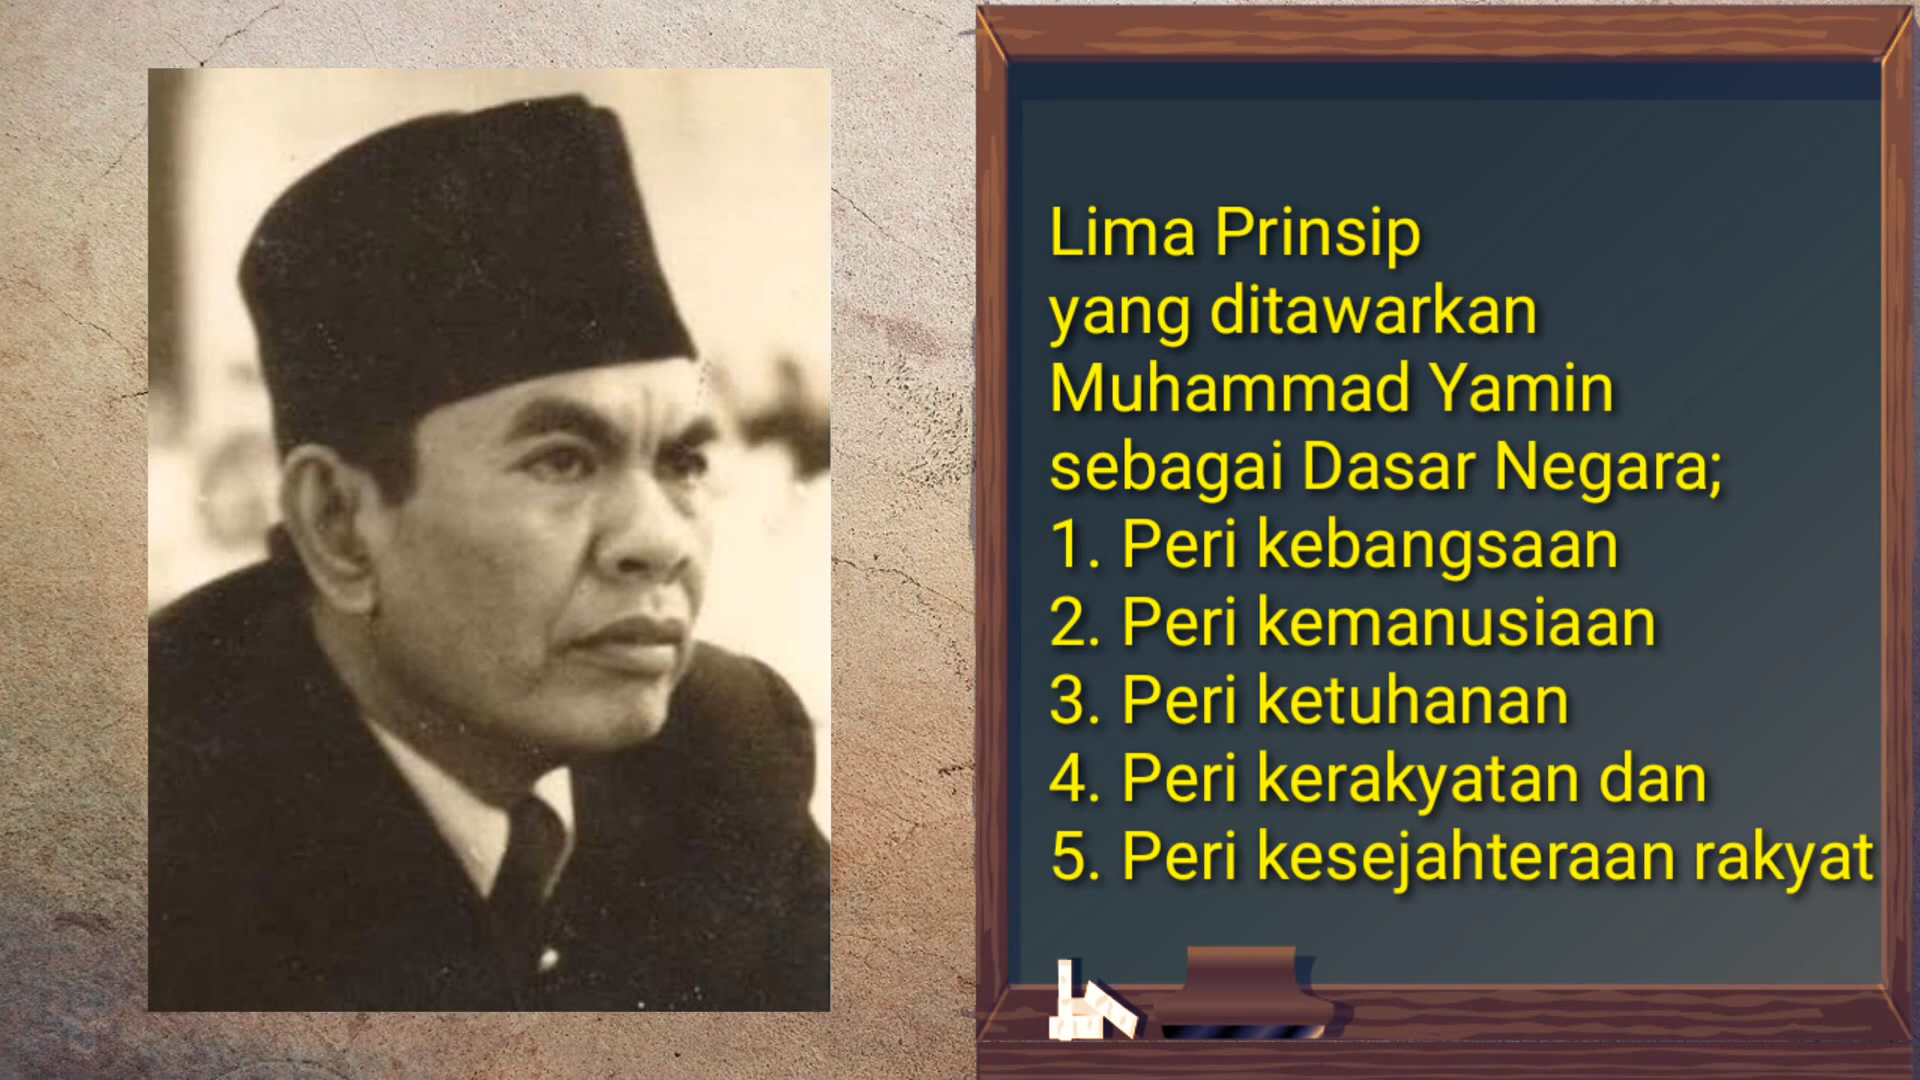 Lima Prinsip
yang ditawarkan
Muhammad Yamin
sebagai Dasar Negara;
1. Peri kebangsaan
2. Peri kemanusiaan
3. Peri ketuhanan
4. Peri kerakyatan dan
5. Peri kesejahteraan rakyat